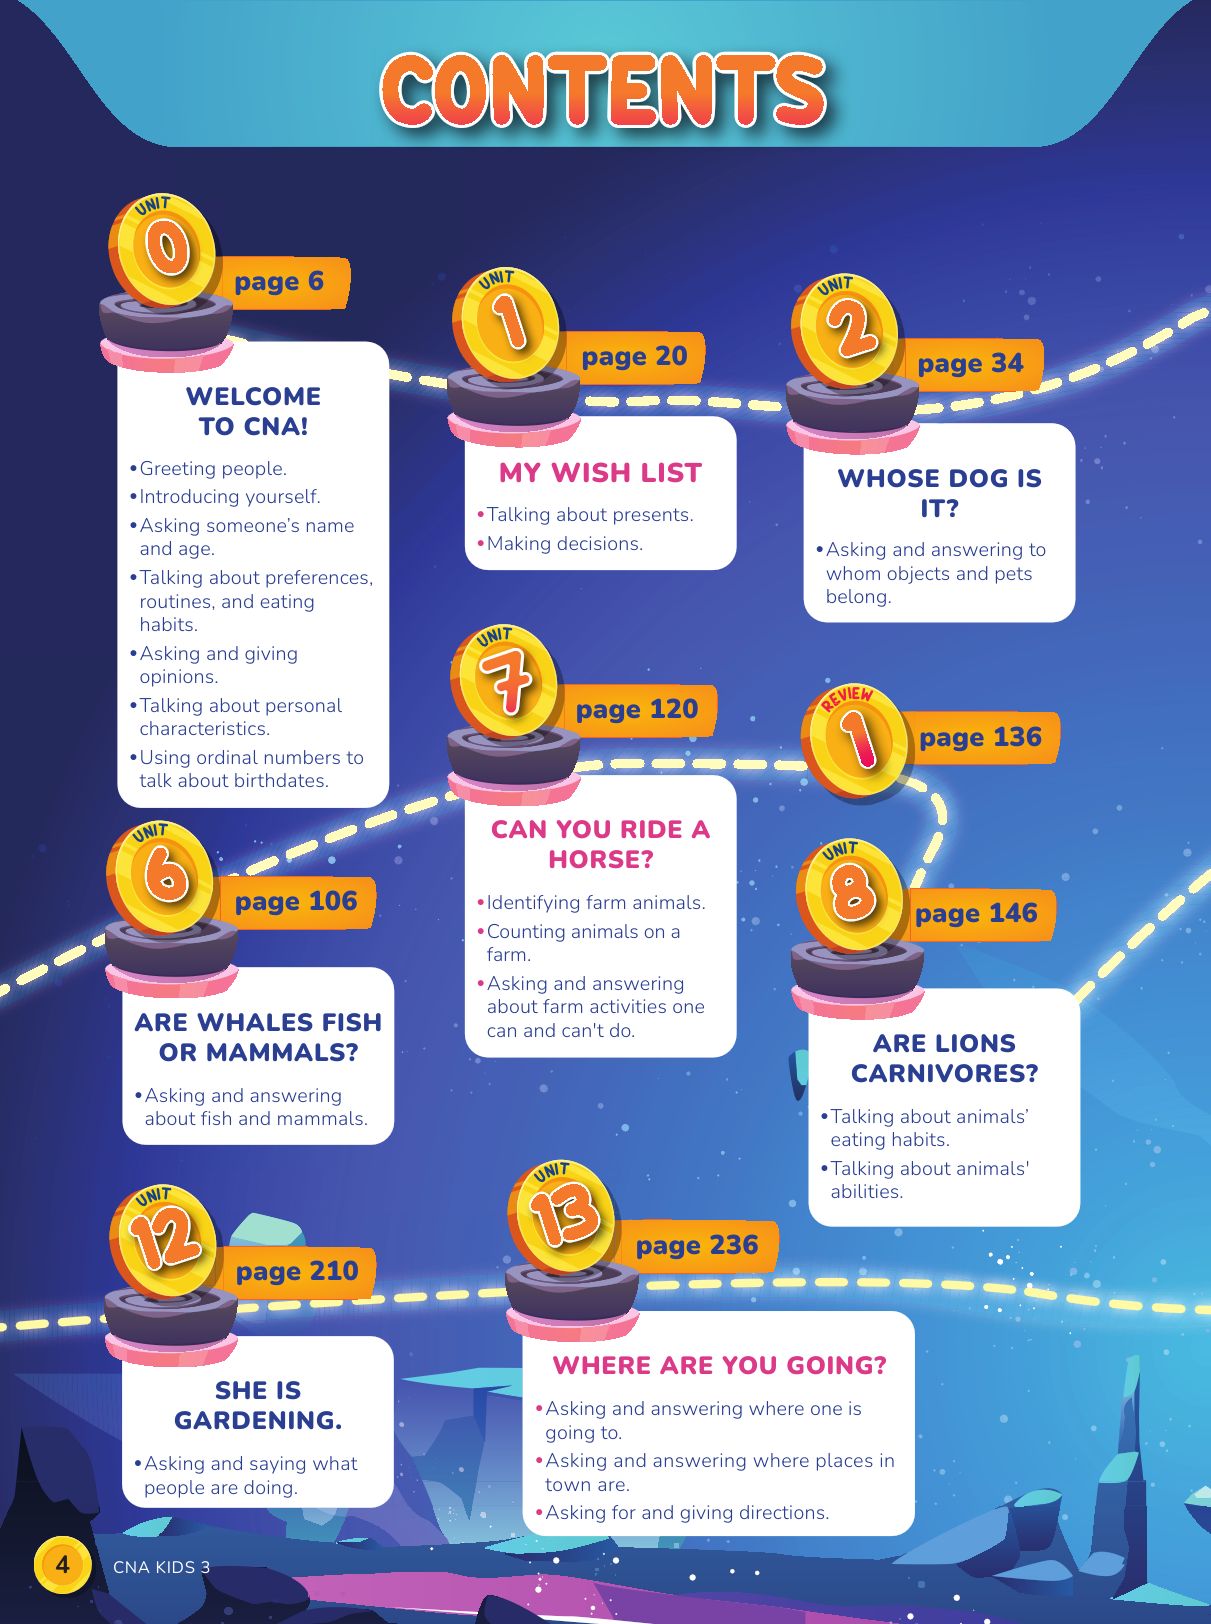 CONTENTS
UNIT
0
page 6
WELCOME
TO CNA!
•Greeting people.
•Introducing yourself.
•Asking someone’s name
and age.
•Talking about preferences,
routines, and eating
habits.
•Asking and giving
opinions.
•Talking about personal
characteristics.
•Using ordinal numbers to
talk about birthdates.
UNIT
1
page 20
MY WISH LIST
•Talking about presents.
•Making decisions.
UNIT
2
page 34
WHOSE DOG IS
IT?
•Asking and answering to
whom objects and pets
belong.
UNIT
6
page 106
ARE WHALES FISH
OR MAMMALS?
•Asking and answering
about fish and mammals.
UNIT
7
page 120
CAN YOU RIDE A
HORSE?
•Identifying farm animals.
•Counting animals on a
farm.
•Asking and answering
about farm activities one
can and can't do.
REVIEW
1
page 136
UNIT
8
page 146
ARE LIONS
CARNIVORES?
•Talking about animals’
eating habits.
•Talking about animals'
abilities.
UNIT
12
page 210
SHE IS
GARDENING.
•Asking and saying what
people are doing.
UNIT
13
page 236
WHERE ARE YOU GOING?
•Asking and answering where one is
going to.
•Asking and answering where places in
town are.
•Asking for and giving directions.
4
CNA KIDS 3